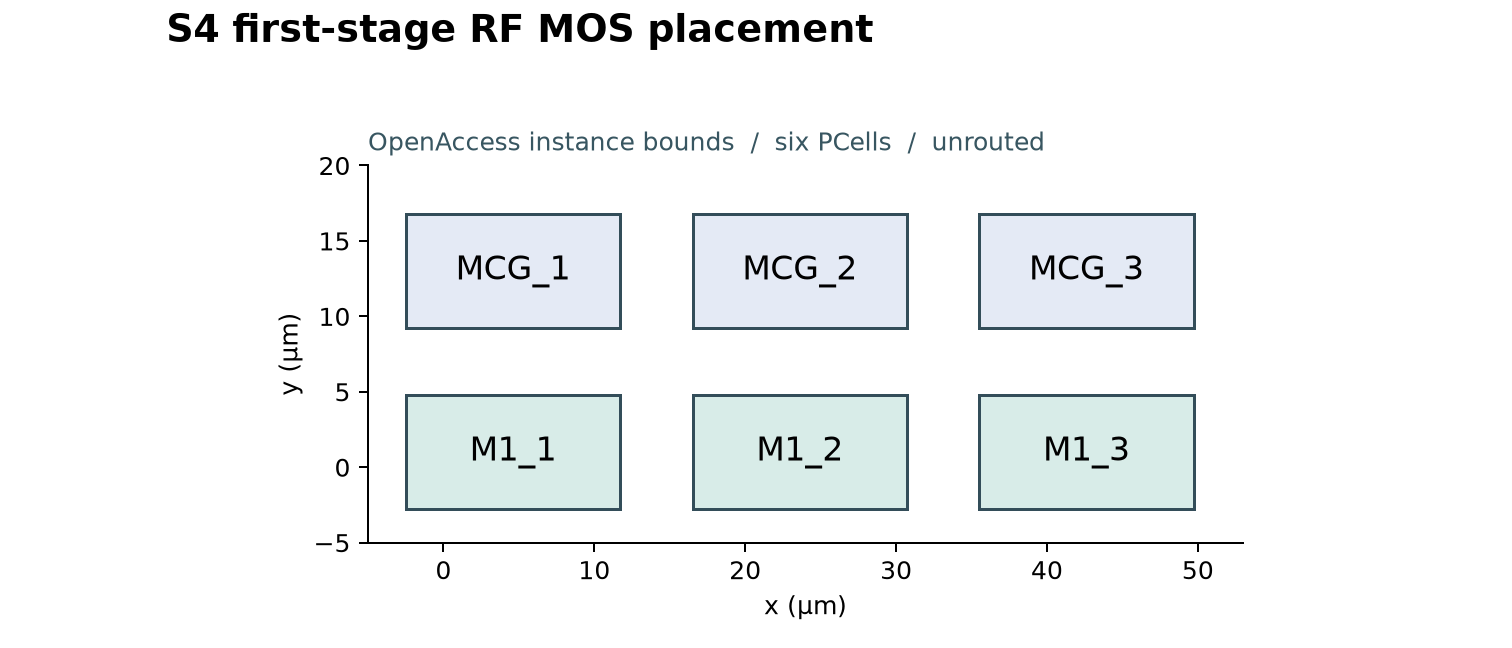 S4 first-stage RF MOS placement
OpenAccess instance bounds / six PCells / unrouted
20
15
10
5
0
−5
y (µm)
MCG_1 MCG_2 MCG_3
M1_1 M1_2 M1_3
0 10 20 30 40 50
x (µm)